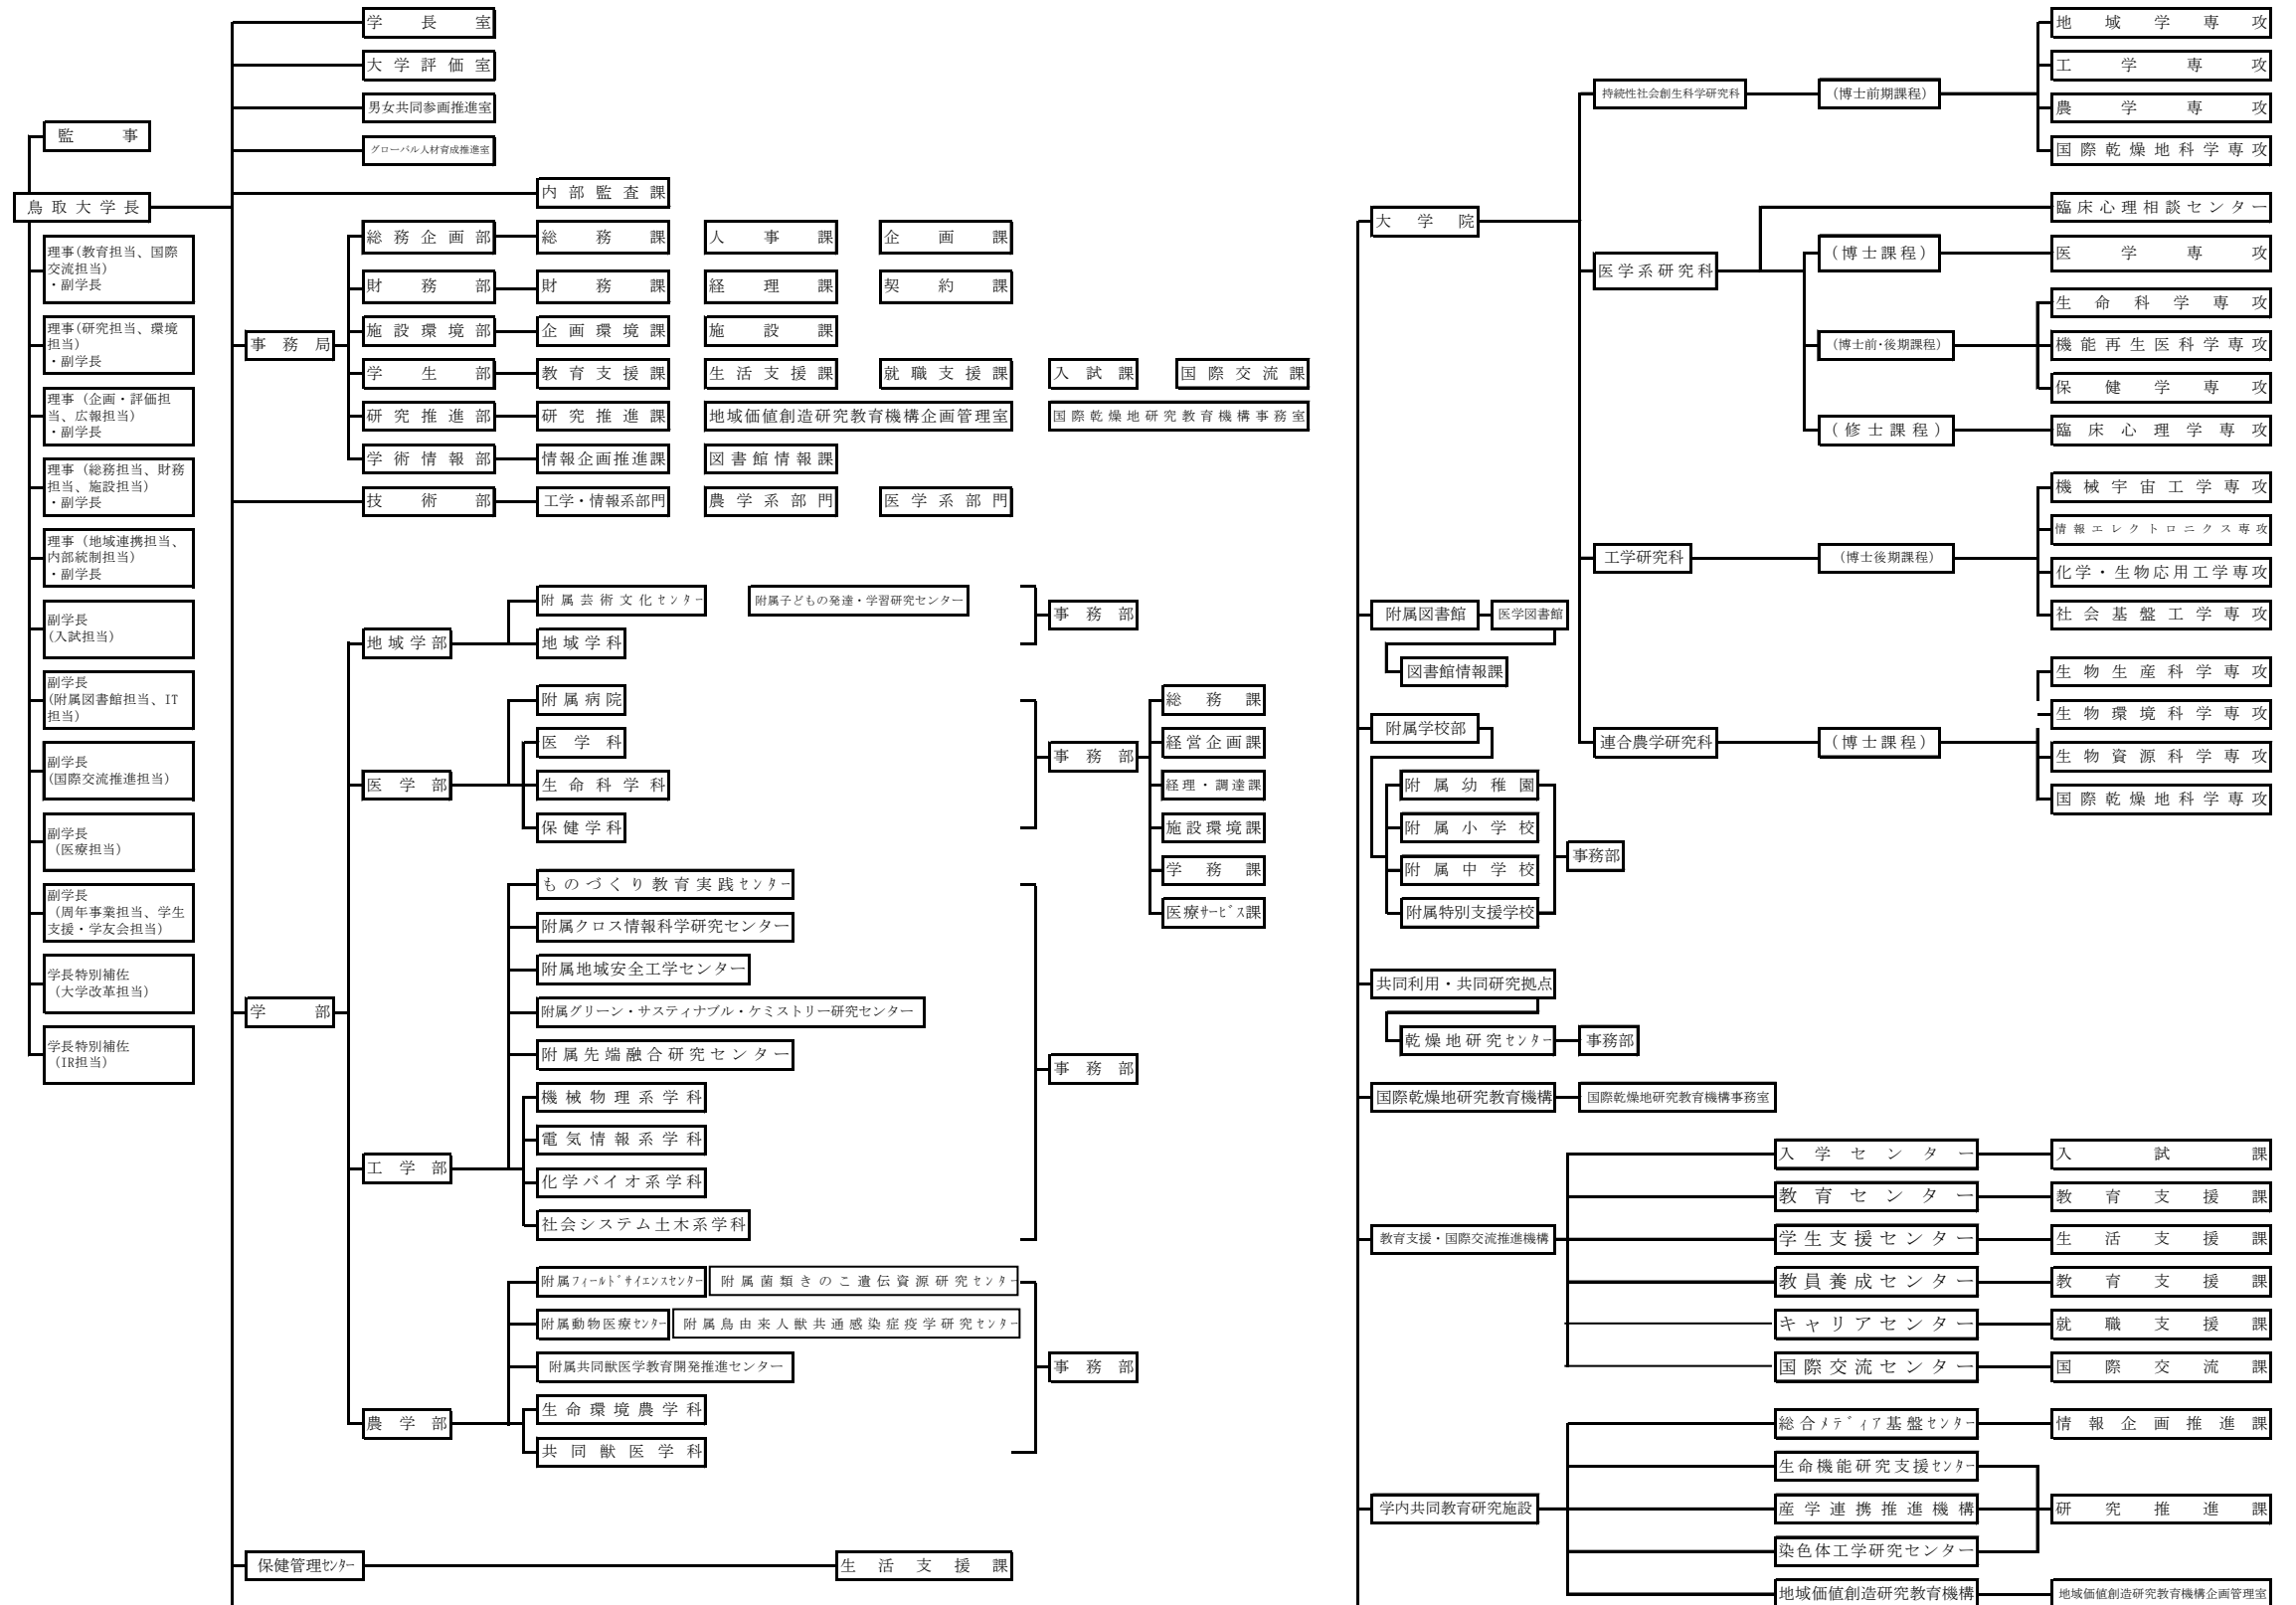 学長室
大学評価室
男女共同参画推進室
グローバル人材育成推進室
監事
鳥取大学長
理事(教育担当、国際
交流担当)
・副学長
理事(研究担当、環境
担当)
・副学長
理事（企画・評価担
当、広報担当)
・副学長
理事（総務担当、財務
担当、施設担当)
・副学長
理事（地域連携担当、
内部統制担当)
・副学長
副学長
(入試担当)
副学長
(附属図書館担当、IT
担当)
副学長
(国際交流推進担当)
副学長
（医療担当）
副学長
（周年事業担当、学生
支援・学友会担当）
学長特別補佐
（大学改革担当）
学長特別補佐
（IR担当）
内部監査課
事務局
総務企画部 総務課 人事課 企画課
財務部 財務課 経理課 契約課
施設環境部 企画環境課 施設課
学生部 教育支援課 生活支援課 就職支援課 入試課 国際交流課
研究推進部 研究推進課 地域価値創造研究教育機構企画管理室 国際乾燥地研究教育機構事務室
学術情報部 情報企画推進課 図書館情報課
技術部 工学・情報系部門 農学系部門 医学系部門
学部
地域学部
附属芸術文化センター 附属子どもの発達・学習研究センター
地域学科
事務部
医学部
附属病院
医学科
生命科学科
保健学科
事務部
総務課
経営企画課
経理・調達課
施設環境課
学務課
医療サービス課
工学部
ものづくり教育実践センター
附属クロス情報科学研究センター
附属地域安全工学センター
附属グリーン・サスティナブル・ケミストリー研究センター
附属先端融合研究センター
機械物理系学科
電気情報系学科
化学バイオ系学科
社会システム土木系学科
事務部
農学部
附属フィールドサイエンスセンター 附属菌類きのこ遺伝資源研究センター
附属動物医療センター 附属鳥由来人獣共通感染症疫学研究センター
附属共同獣医学教育開発推進センター
生命環境農学科
共同獣医学科
事務部
保健管理センター 生活支援課
大学院
持続性社会創生科学研究科 （博士前期課程）
地域学専攻
工学専攻
農学専攻
国際乾燥地科学専攻
医学系研究科
臨床心理相談センター
（博士課程） 医学専攻
（博士前・後期課程）
生命科学専攻
機能再生医科学専攻
保健学専攻
（修士課程） 臨床心理学専攻
工学研究科 （博士後期課程）
機械宇宙工学専攻
情報エレクトロニクス専攻
化学・生物応用工学専攻
社会基盤工学専攻
連合農学研究科 （博士課程）
生物生産科学専攻
生物環境科学専攻
生物資源科学専攻
国際乾燥地科学専攻
附属図書館 医学図書館
図書館情報課
附属学校部
附属幼稚園
附属小学校
附属中学校
附属特別支援学校
事務部
共同利用・共同研究拠点
乾燥地研究センター 事務部
国際乾燥地研究教育機構 国際乾燥地研究教育機構事務室
教育支援・国際交流推進機構
入学センター 入試課
教育センター 教育支援課
学生支援センター 生活支援課
教員養成センター 教育支援課
キャリアセンター 就職支援課
国際交流センター 国際交流課
学内共同教育研究施設
総合メディア基盤センター 情報企画推進課
生命機能研究支援センター
産学連携推進機構 研究推進課
染色体工学研究センター
地域価値創造研究教育機構 地域価値創造研究教育機構企画管理室